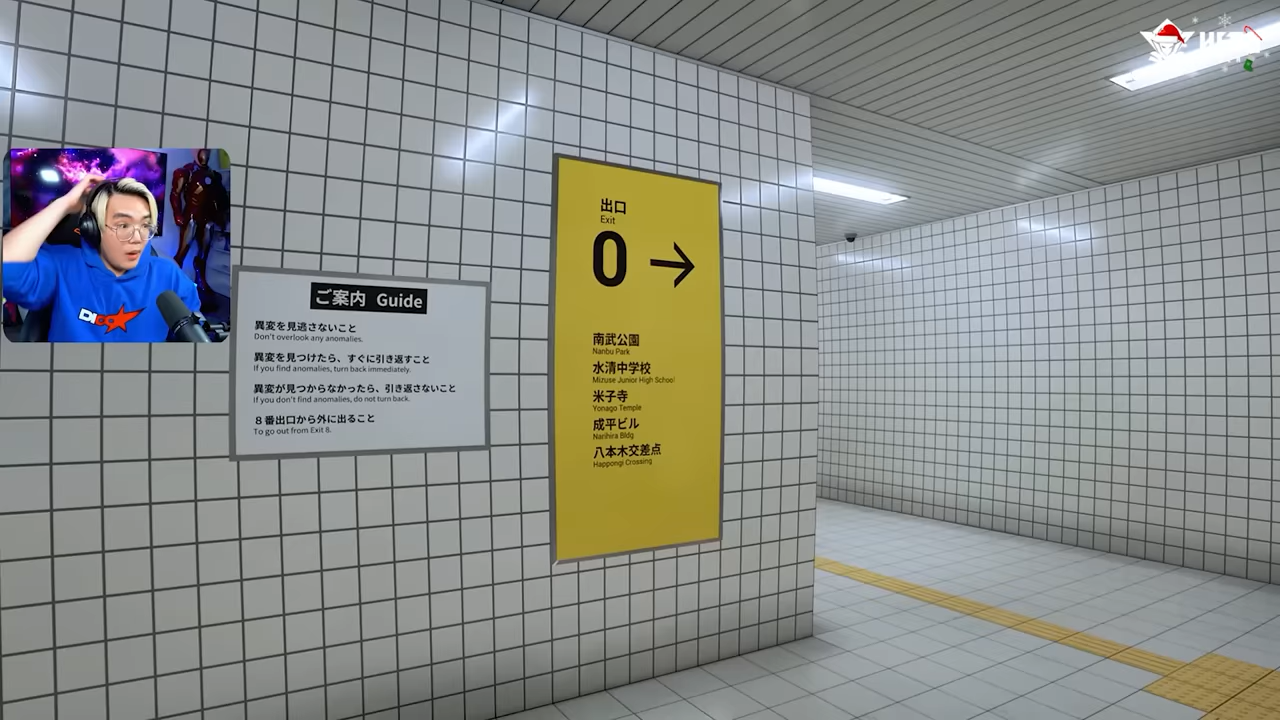 ご案内 Guide
異変を見逃さないこと
Don't overlook any anomalies.
異変を見つけたら、すぐに引き返すこと
If you find anomalies, turn back immediately.
異変が見つからなかったら、引き返さないこと
If you don't find anomalies, do not turn back.
８番出口から外に出ること
To go out from Exit 8.
出口
Exit
0 →
南武公園
Nanbu Park
水清中学校
Mizuse Junior High School
米子寺
Yonago Temple
成平ビル
Narihira Bldg
八本木交差点
Happongi Crossing